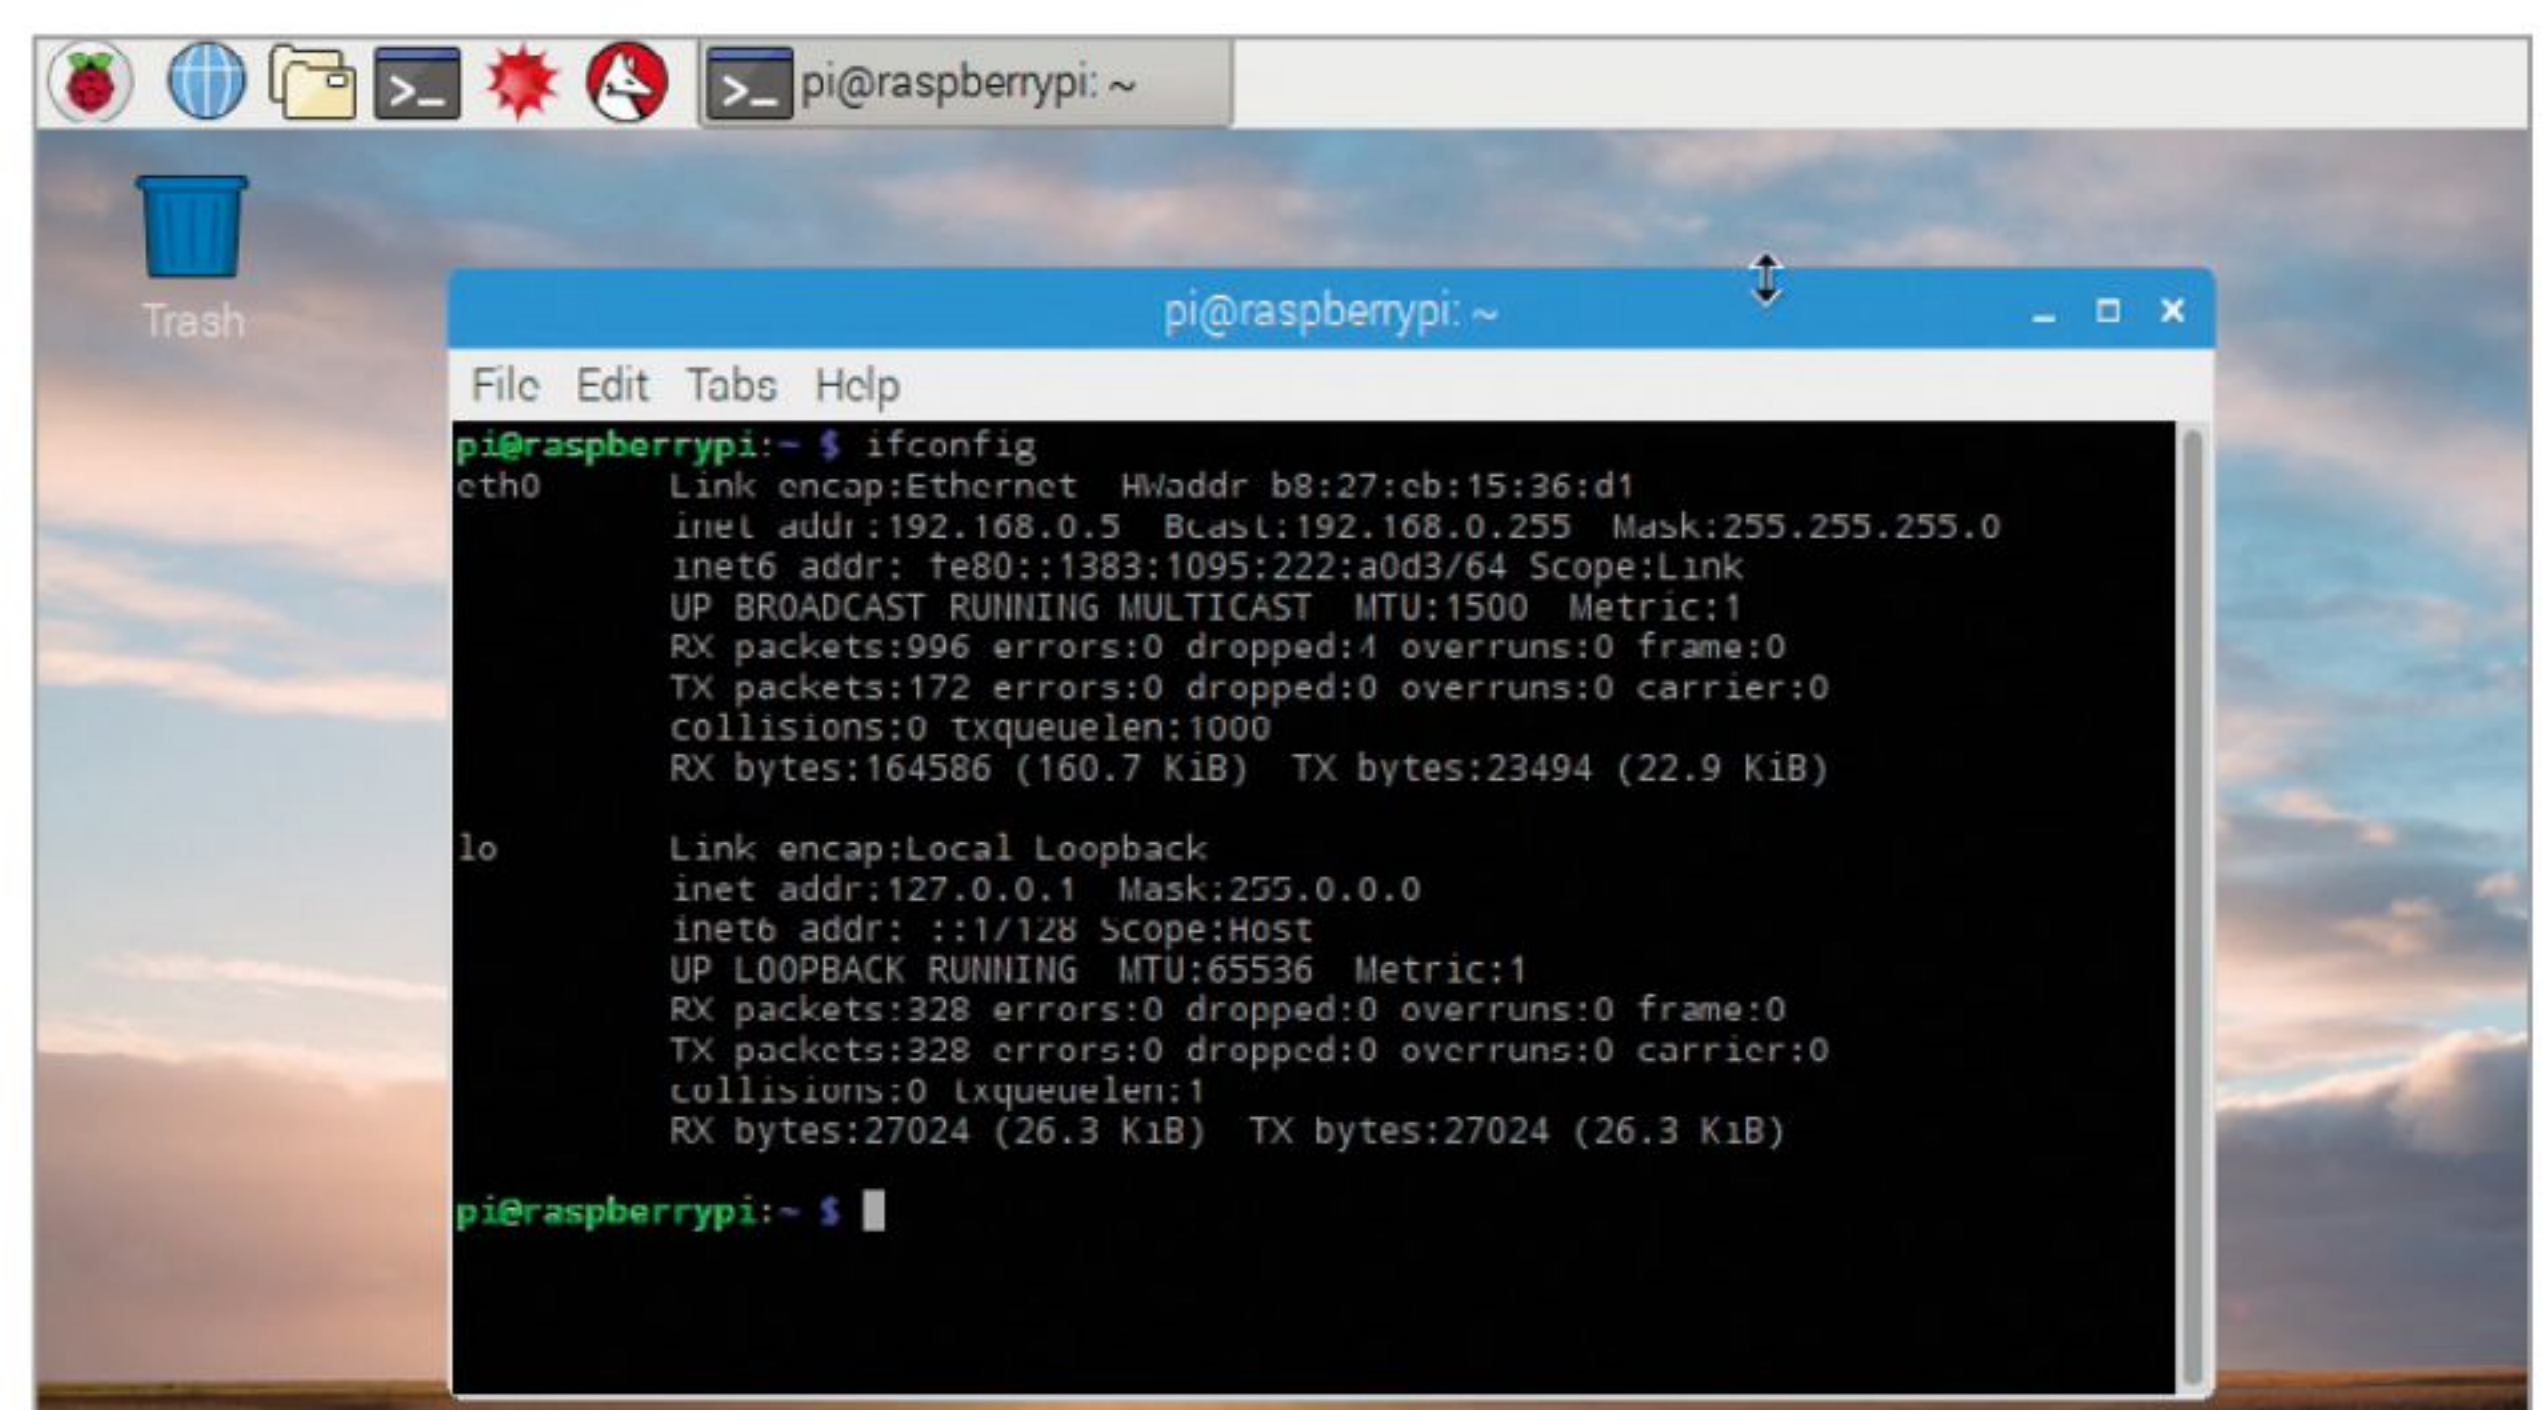 pi@raspberrypi: ~
Trash
pi@raspberrypi: ~
File Edit Tabs Help
pi@raspberrypi:~ $ ifconfig
eth0 Link encap:Ethernet HWaddr b8:27:eb:15:36:d1
inet addr:192.168.0.5 Bcast:192.168.0.255 Mask:255.255.255.0
inet6 addr: fe80::1383:1095:222:a0d3/64 Scope:Link
UP BROADCAST RUNNING MULTICAST MTU:1500 Metric:1
RX packets:996 errors:0 dropped:4 overruns:0 frame:0
TX packets:172 errors:0 dropped:0 overruns:0 carrier:0
collisions:0 txqueuelen:1000
RX bytes:164586 (160.7 KiB) TX bytes:23494 (22.9 KiB)
lo Link encap:Local Loopback
inet addr:127.0.0.1 Mask:255.0.0.0
inet6 addr: ::1/128 Scope:Host
UP LOOPBACK RUNNING MTU:65536 Metric:1
RX packets:328 errors:0 dropped:0 overruns:0 frame:0
TX packets:328 errors:0 dropped:0 overruns:0 carrier:0
collisions:0 txqueuelen:1
RX bytes:27024 (26.3 KiB) TX bytes:27024 (26.3 KiB)
pi@raspberrypi:~ $